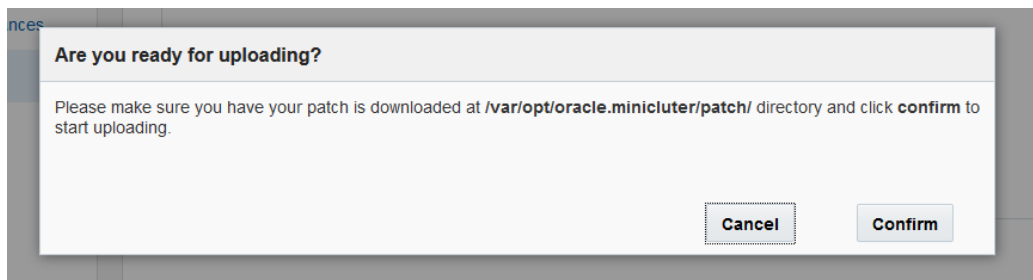 nces
Are you ready for uploading?
Please make sure you have your patch is downloaded at /var/opt/oracle.minicluter/patch/ directory and click confirm to
start uploading.
Cancel Confirm